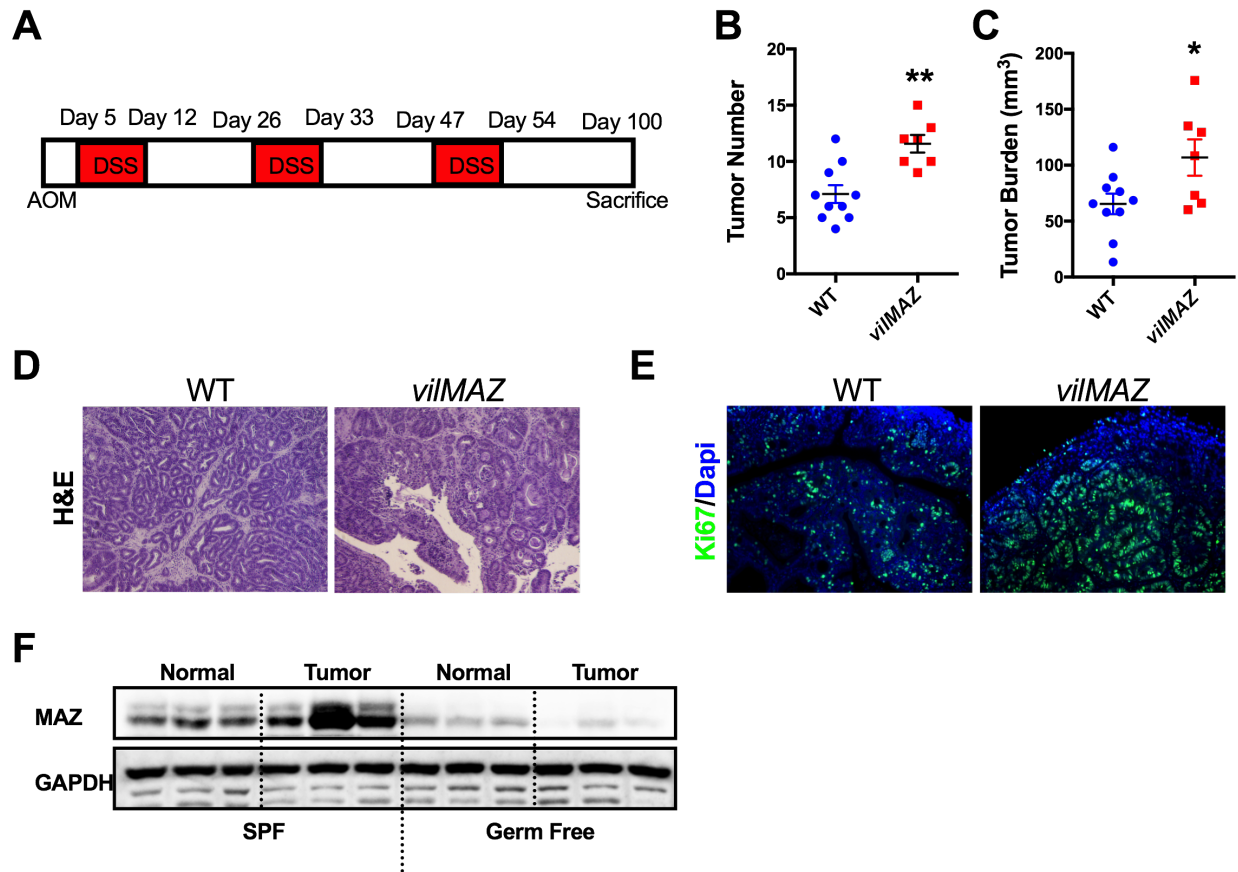 A
Day 5 Day 12 Day 26 Day 33 Day 47 Day 54 Day 100
DSS DSS DSS
AOM Sacrifice
B
Tumor Number
20
15
10
5
0
**
WT vilMAZ
C
Tumor Burden (mm³)
200
150
100
50
0
*
WT vilMAZ
D
WT vilMAZ
H&E
E
WT vilMAZ
Ki67/Dapi
F
Normal Tumor Normal Tumor
MAZ
GAPDH
SPF Germ Free